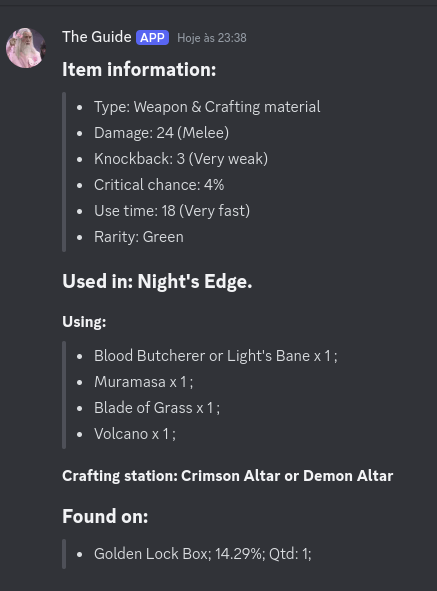 The Guide APP Hoje às 23:38
Item information:
• Type: Weapon & Crafting material
• Damage: 24 (Melee)
• Knockback: 3 (Very weak)
• Critical chance: 4%
• Use time: 18 (Very fast)
• Rarity: Green
Used in: Night's Edge.
Using:
• Blood Butcherer or Light's Bane x 1 ;
• Muramasa x 1 ;
• Blade of Grass x 1 ;
• Volcano x 1 ;
Crafting station: Crimson Altar or Demon Altar
Found on:
• Golden Lock Box; 14.29%; Qtd: 1;